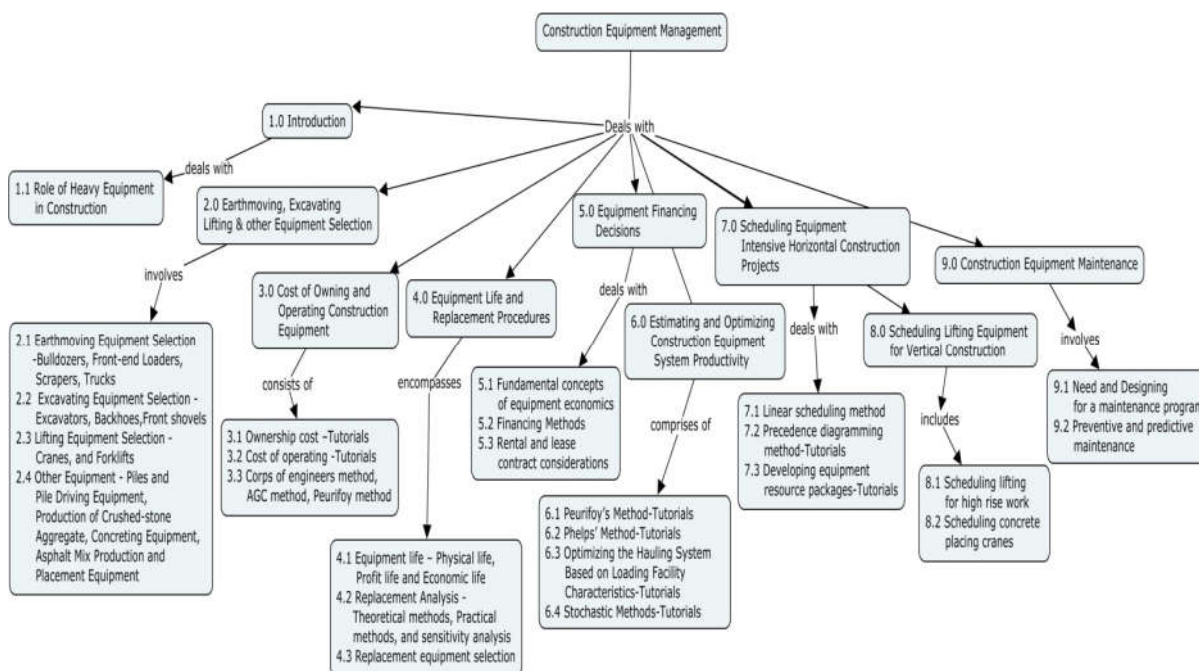 Construction Equipment Management
Deals with
1.0 Introduction
deals with
1.1 Role of Heavy Equipment
in Construction
2.0 Earthmoving, Excavating
Lifting & other Equipment Selection
involves
2.1 Earthmoving Equipment Selection
-Bulldozers, Front-end Loaders,
Scrapers, Trucks
2.2 Excavating Equipment Selection -
Excavators, Backhoes,Front shovels
2.3 Lifting Equipment Selection -
Cranes, and Forklifts
2.4 Other Equipment - Piles and
Pile Driving Equipment,
Production of Crushed-stone
Aggregate, Concreting Equipment,
Asphalt Mix Production and
Placement Equipment
3.0 Cost of Owning and
Operating Construction
Equipment
consists of
3.1 Ownership cost –Tutorials
3.2 Cost of operating -Tutorials
3.3 Corps of engineers method,
AGC method, Peurifoy method
4.0 Equipment Life and
Replacement Procedures
encompasses
4.1 Equipment life – Physical life,
Profit life and Economic life
4.2 Replacement Analysis -
Theoretical methods, Practical
methods, and sensitivity analysis
4.3 Replacement equipment selection
5.0 Equipment Financing
Decisions
deals with
5.1 Fundamental concepts
of equipment economics
5.2 Financing Methods
5.3 Rental and lease
contract considerations
6.0 Estimating and Optimizing
Construction Equipment
System Productivity
comprises of
6.1 Peurifoy's Method-Tutorials
6.2 Phelps' Method-Tutorials
6.3 Optimizing the Hauling System
Based on Loading Facility
Characteristics-Tutorials
6.4 Stochastic Methods-Tutorials
7.0 Scheduling Equipment
Intensive Horizontal Construction
Projects
deals with
7.1 Linear scheduling method
7.2 Precedence diagramming
method-Tutorials
7.3 Developing equipment
resource packages-Tutorials
8.0 Scheduling Lifting Equipment
for Vertical Construction
includes
8.1 Scheduling lifting
for high rise work
8.2 Scheduling concrete
placing cranes
9.0 Construction Equipment Maintenance
involves
9.1 Need and Designing
for a maintenance program
9.2 Preventive and predictive
maintenance